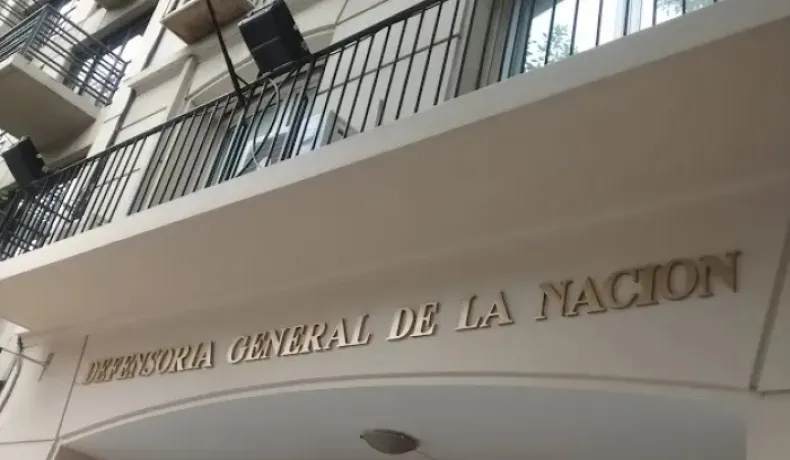 DEFENSORIA GENERAL DE LA NACION